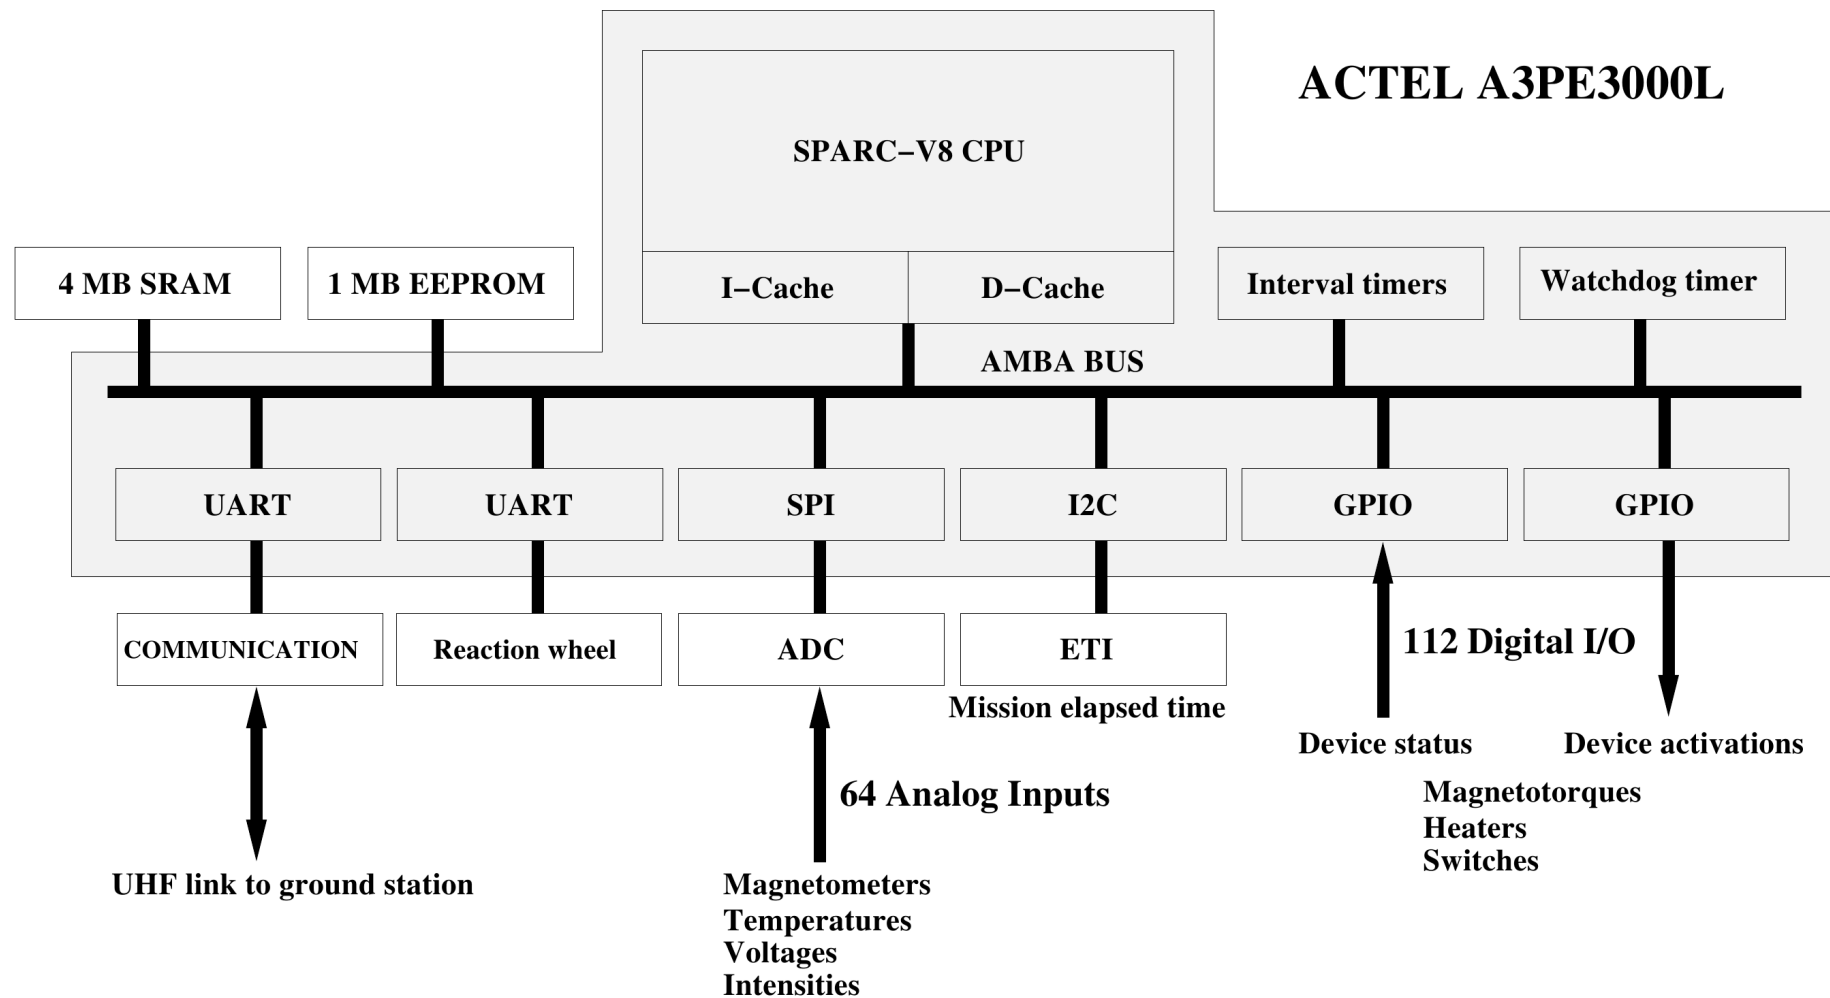 ACTEL A3PE3000L
SPARC−V8 CPU
4 MB SRAM
1 MB EEPROM
I−Cache
D−Cache
Interval timers
Watchdog timer
AMBA BUS
UART
UART
SPI
I2C
GPIO
GPIO
COMMUNICATION
Reaction wheel
ADC
ETI
112 Digital I/O
Mission elapsed time
Device status
Device activations
64 Analog Inputs
Magnetotorques
Heaters
Switches
UHF link to ground station
Magnetometers
Temperatures
Voltages
Intensities